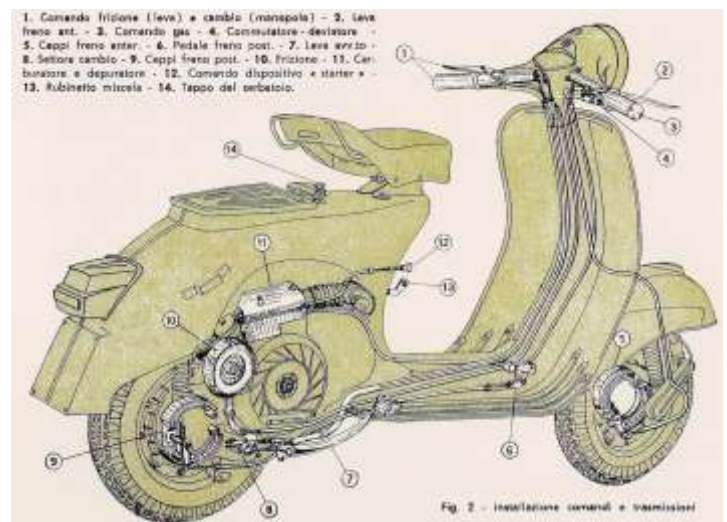 1. Comando frizione (leva) e cambio (manopola) - 2. Leva
freno ant. - 3. Comando gas - 4. Commutatore-deviatore -
5. Ceppi freno anter. - 6. Pedale freno post. - 7. Leva avvio -
8. Settore cambio - 9. Ceppi freno post. - 10. Frizione - 11. Car-
buratore e depuratore - 12. Comando dispositivo « starter » -
13. Rubinetto miscela - 14. Tappo del serbatoio.
1
2
3
4
14
11
12
13
10
5
6
9
7
8
Fig. 2 - Installazione comandi e trasmissioni